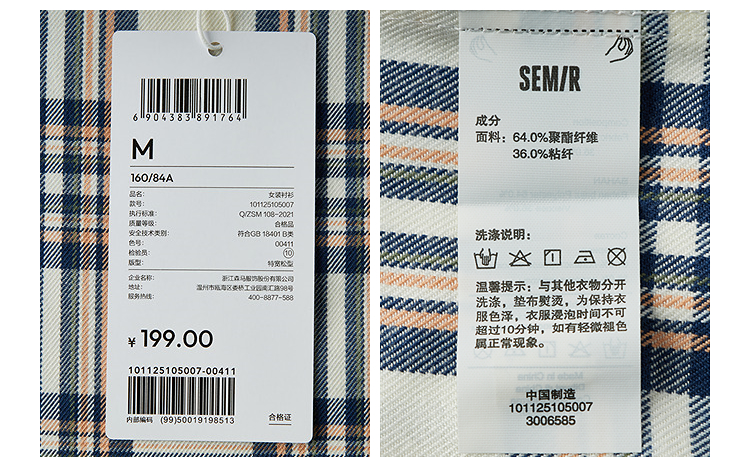 6 904383 891764
M
160/84A
品名: 女装衬衫
款号: 101125105007
执行标准: Q/ZSM 108-2021
质量等级: 合格品
安全技术类别: 符合GB 18401 B类
色号: 00411
检验员: 10
版型: 特宽松型
企业名称: 浙江森马服饰股份有限公司
地址: 温州市瓯海区娄桥工业园南汇路98号
服务热线: 400-8877-588
¥ 199.00
101125105007-00411
内部编码 (99)50019198513
合格证
SEMIR
成分
面料: 64.0%聚酯纤维
36.0%粘纤
洗涤说明:
温馨提示: 与其他衣物分开
洗涤, 垫布熨烫, 为保持衣
服色泽, 衣服浸泡时间不可
超过10分钟, 如有轻微褪色
属正常现象。
Made in China
中国制造
101125105007
3006585